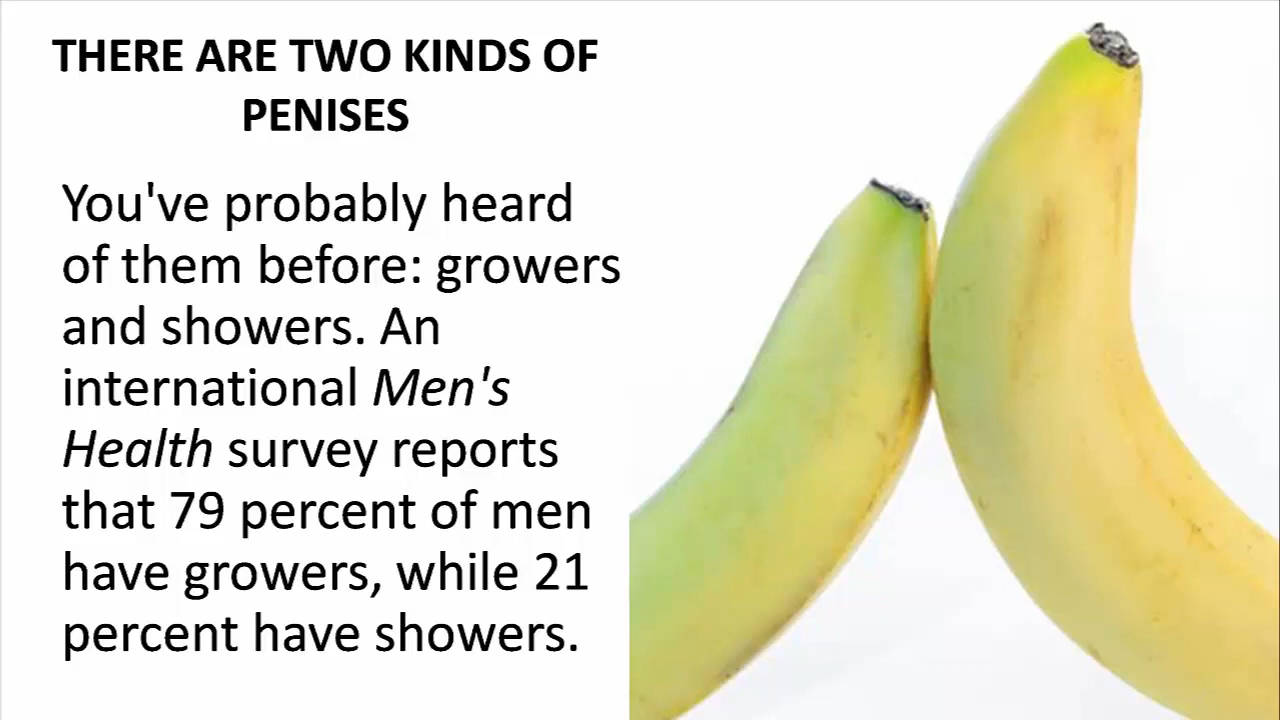 THERE ARE TWO KINDS OF
PENISES
You've probably heard
of them before: growers
and showers. An
international Men's
Health survey reports
that 79 percent of men
have growers, while 21
percent have showers.